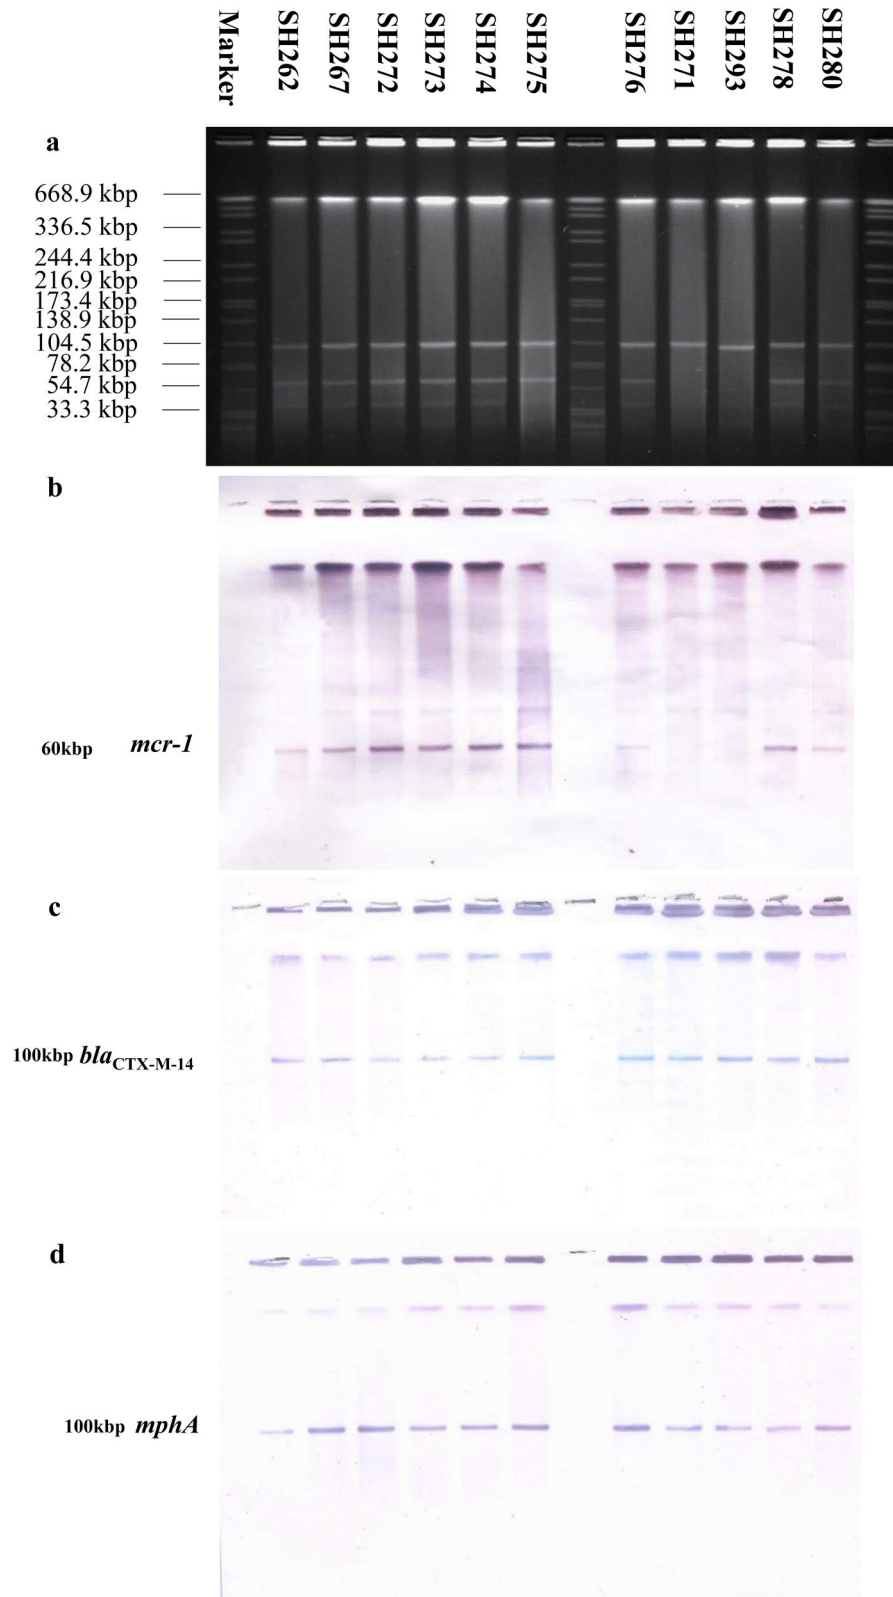 Marker SH262 SH267 SH272 SH273 SH274 SH275 SH276 SH271 SH293 SH278 SH280
a
668.9 kbp
336.5 kbp
244.4 kbp
216.9 kbp
173.4 kbp
138.9 kbp
104.5 kbp
78.2 kbp
54.7 kbp
33.3 kbp
b
60kbp mcr-1
c
100kbp blaCTX-M-14
d
100kbp mphA